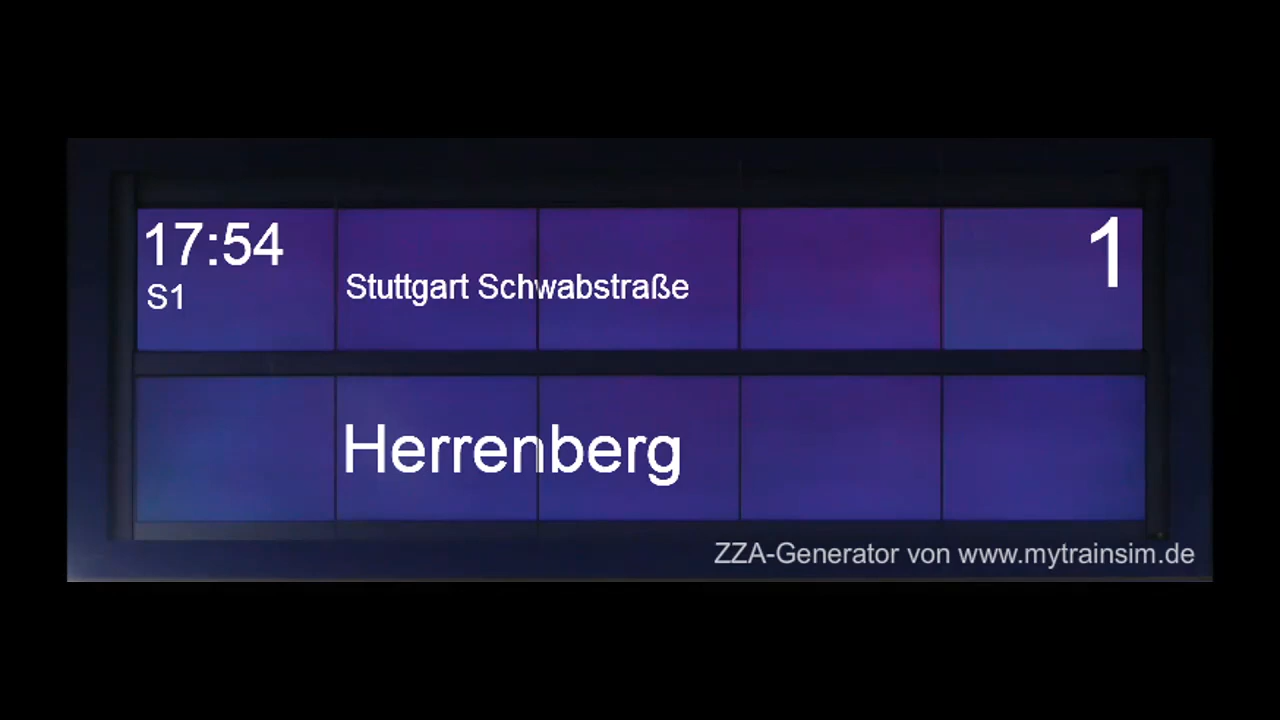 17:54
S1
Stuttgart Schwabstraße
1
Herrenberg
ZZA-Generator von www.mytrainsim.de